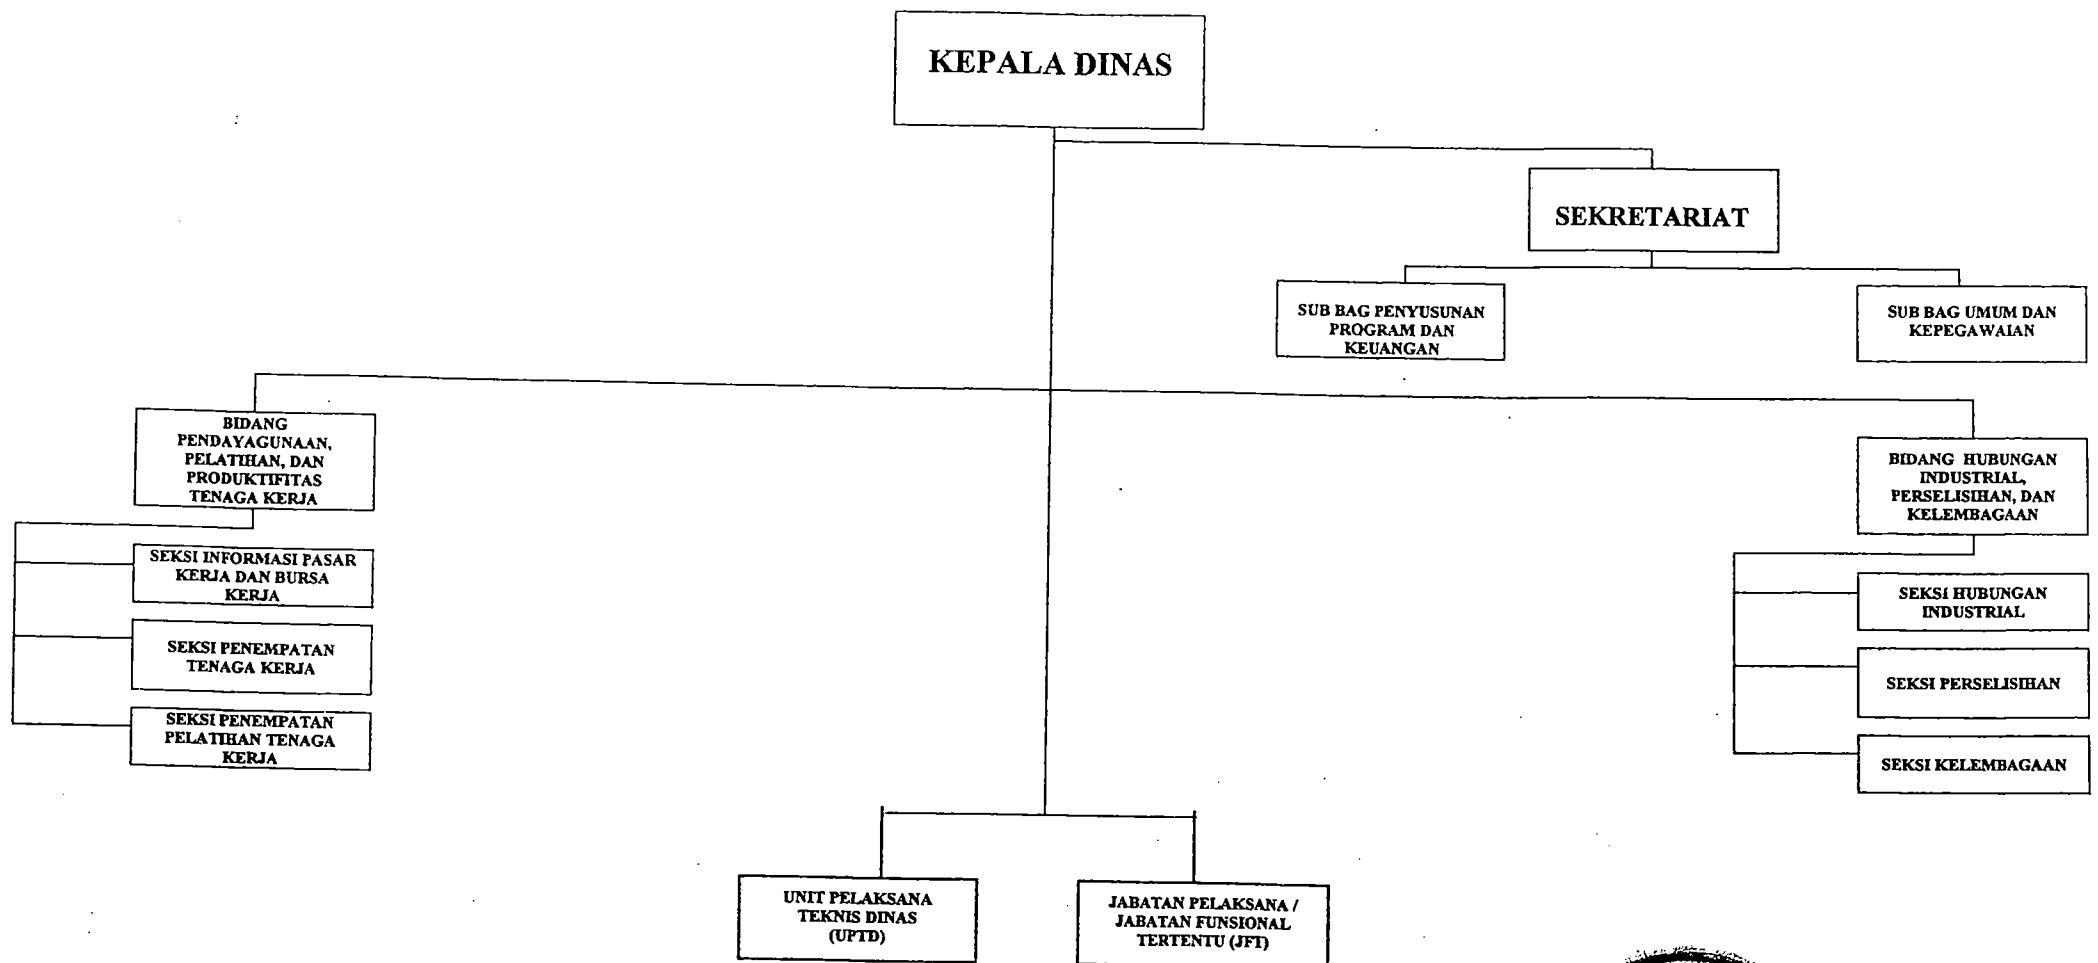 KEPALA DINAS
SEKRETARIAT
SUB BAG PENYUSUNAN
PROGRAM DAN
KEUANGAN
SUB BAG UMUM DAN
KEPEGAWAIAN
BIDANG
PENDAYAGUNAAN,
PELATIHAN, DAN
PRODUKTIFITAS
TENAGA KERJA
SEKSI INFORMASI PASAR
KERJA DAN BURSA
KERJA
SEKSI PENEMPATAN
TENAGA KERJA
SEKSI PENEMPATAN
PELATIHAN TENAGA
KERJA
BIDANG HUBUNGAN
INDUSTRIAL,
PERSELISIHAN, DAN
KELEMBAGAAN
SEKSI HUBUNGAN
INDUSTRIAL
SEKSI PERSELISIHAN
SEKSI KELEMBAGAAN
UNIT PELAKSANA
TEKNIS DINAS
(UPTD)
JABATAN PELAKSANA /
JABATAN FUNSIONAL
TERTENTU (JFT)